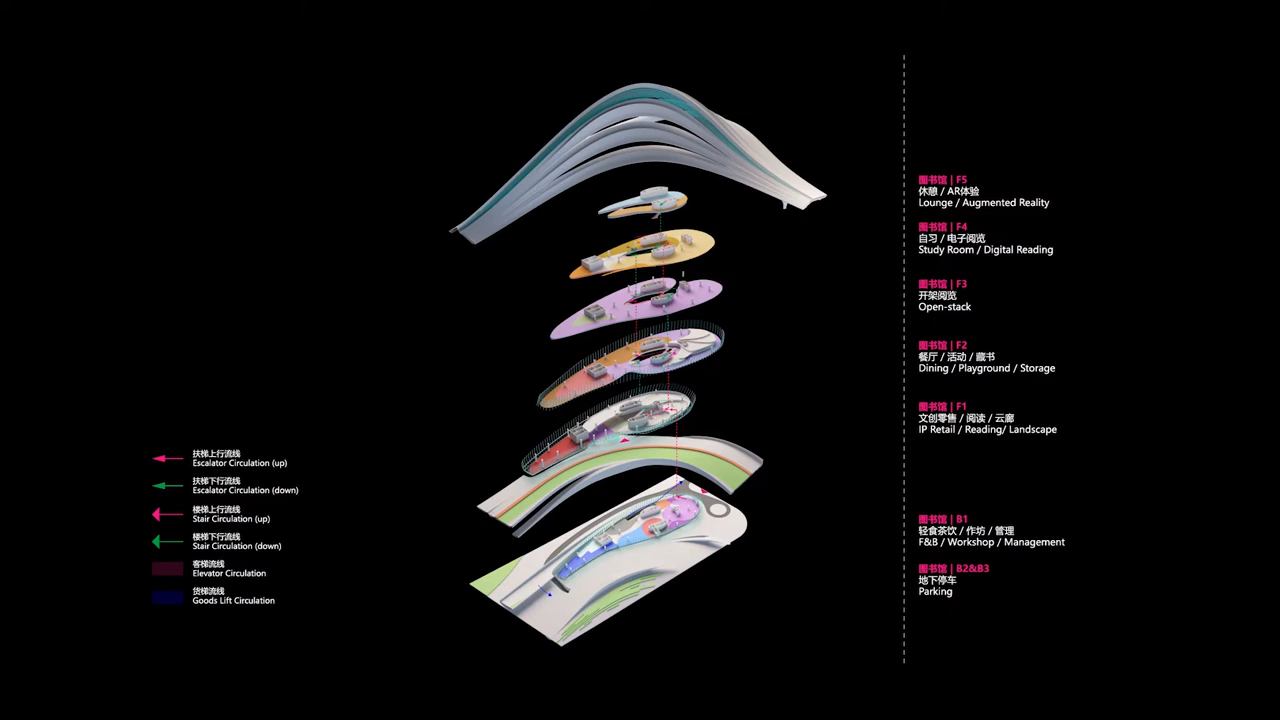 图书馆 | F5
休憩 / AR体验
Lounge / Augmented Reality
图书馆 | F4
自习 / 电子阅览
Study Room / Digital Reading
图书馆 | F3
开架阅览
Open-stack
图书馆 | F2
餐厅 / 活动 / 藏书
Dining / Playground / Storage
图书馆 | F1
文创零售 / 阅读 / 云廊
IP Retail / Reading/ Landscape
图书馆 | B1
轻食茶饮 / 作坊 / 管理
F&B / Workshop / Management
图书馆 | B2&B3
地下停车
Parking
扶梯上行流线
Escalator Circulation (up)
扶梯下行流线
Escalator Circulation (down)
楼梯上行流线
Stair Circulation (up)
楼梯下行流线
Stair Circulation (down)
客梯流线
Elevator Circulation
货梯流线
Goods Lift Circulation